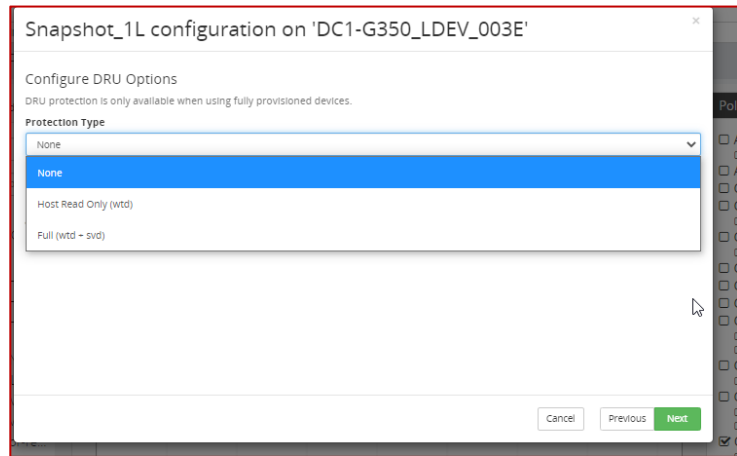 Snapshot_1L configuration on 'DC1-G350_LDEV_003E'
×
Configure DRU Options
DRU protection is only available when using fully provisioned devices.
Protection Type
None
None
Host Read Only (wtd)
Full (wtd + svd)
Cancel
Previous
Next
Pol